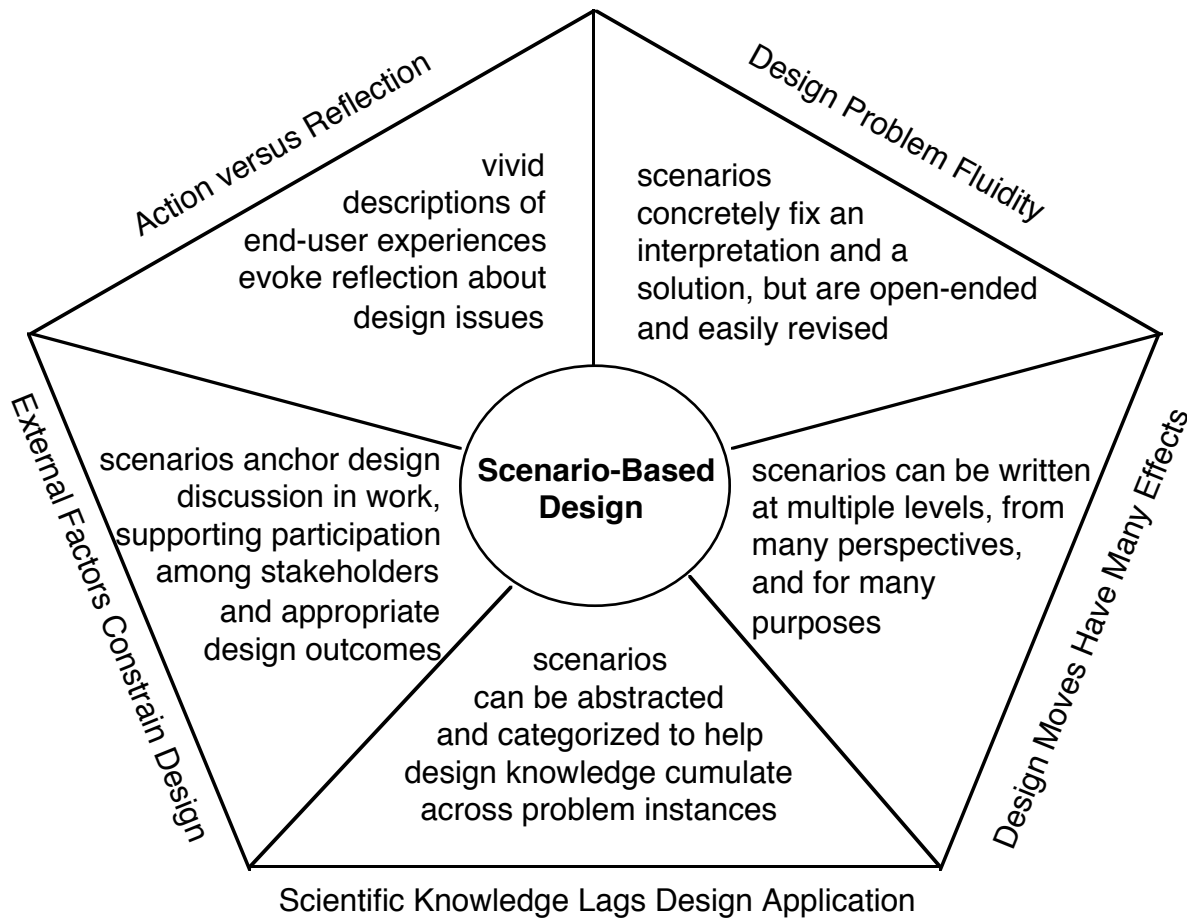 Action versus Reflection
Design Problem Fluidity
vivid
descriptions of
end-user experiences
evoke reflection about
design issues
scenarios
concretely fix an
interpretation and a
solution, but are open-ended
and easily revised
External Factors Constrain Design
scenarios anchor design
discussion in work,
supporting participation
among stakeholders
and appropriate
design outcomes
Scenario-Based
Design
scenarios can be written
at multiple levels, from
many perspectives,
and for many
purposes
Design Moves Have Many Effects
scenarios
can be abstracted
and categorized to help
design knowledge cumulate
across problem instances
Scientific Knowledge Lags Design Application